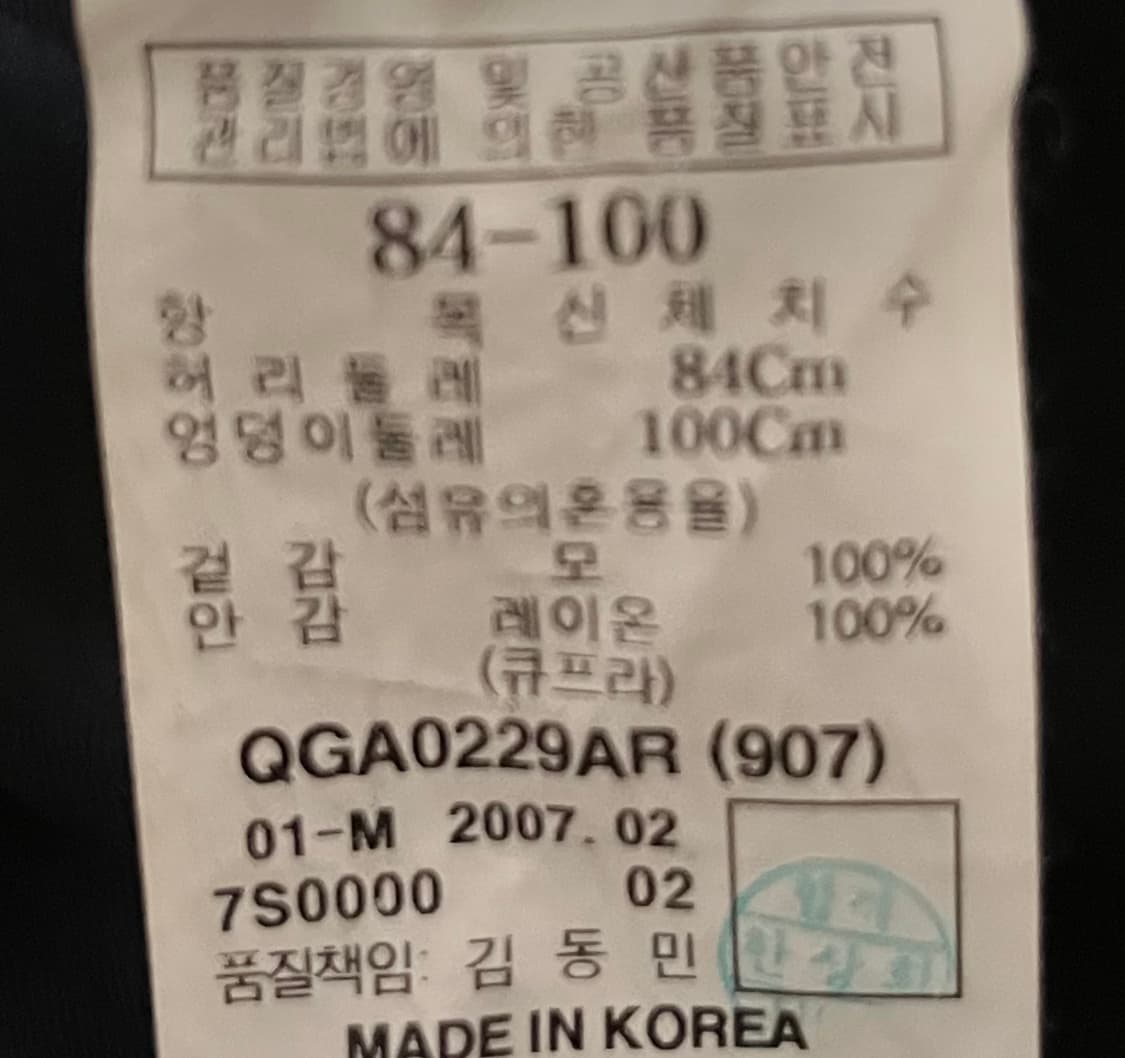 품질경영 및 공산품안전
관리법에 의한 품질표시
84-100
항 목 신체치수
허리둘레 84Cm
엉덩이둘레 100Cm
(섬유의혼용율)
겉감 모 100%
안감 레이온 100%
(큐프라)
QGA0229AR (907)
01-M 2007. 02
7S0000 02
품질책임: 김동민
한상희
MADE IN KOREA